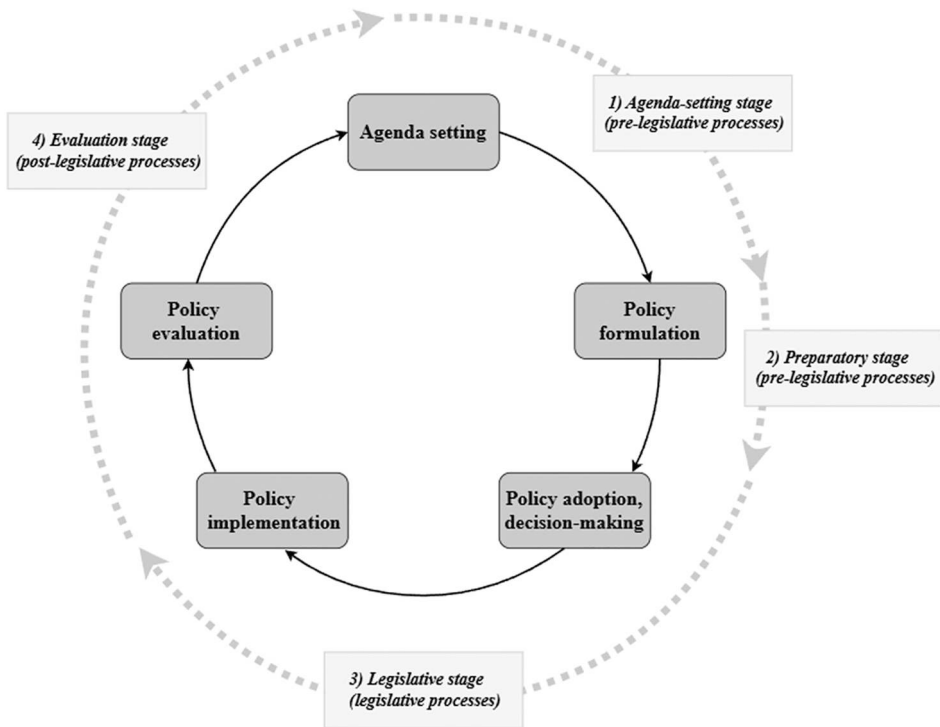 1) Agenda-setting stage
(pre-legislative processes)
4) Evaluation stage
(post-legislative processes)
Agenda setting
Policy
evaluation
Policy
formulation
2) Preparatory stage
(pre-legislative processes)
Policy
implementation
Policy adoption,
decision-making
3) Legislative stage
(legislative processes)